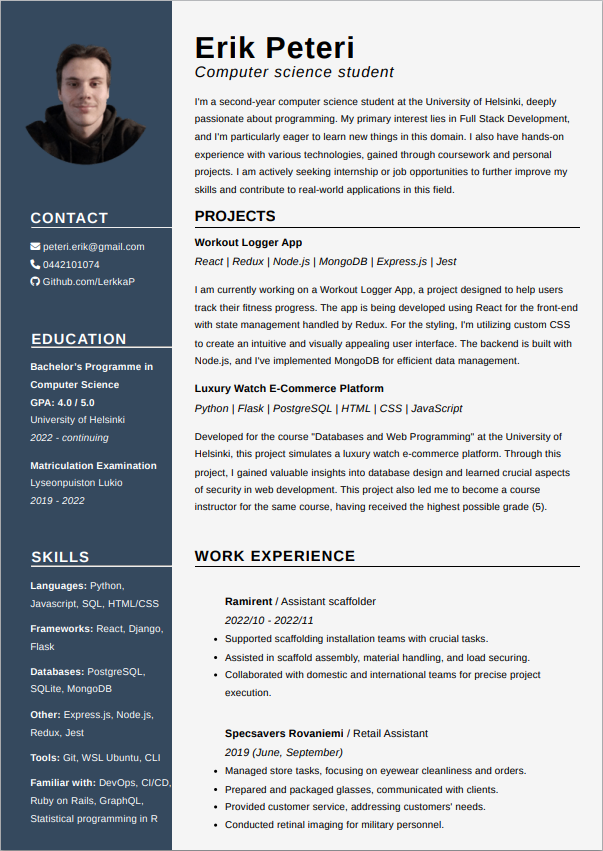 Erik Peteri
Computer science student
I'm a second-year computer science student at the University of Helsinki, deeply
passionate about programming. My primary interest lies in Full Stack Development,
and I'm particularly eager to learn new things in this domain. I also have hands-on
experience with various technologies, gained through coursework and personal
projects. I am actively seeking internship or job opportunities to further improve my
skills and contribute to real-world applications in this field.
CONTACT
peteri.erik@gmail.com
0442101074
Github.com/LerkkaP
EDUCATION
Bachelor's Programme in
Computer Science
GPA: 4.0 / 5.0
University of Helsinki
2022 - continuing
Matriculation Examination
Lyseonpuiston Lukio
2019 - 2022
SKILLS
Languages: Python,
Javascript, SQL, HTML/CSS
Frameworks: React, Django,
Flask
Databases: PostgreSQL,
SQLite, MongoDB
Other: Express.js, Node.js,
Redux, Jest
Tools: Git, WSL Ubuntu, CLI
Familiar with: DevOps, CI/CD,
Ruby on Rails, GraphQL,
Statistical programming in R
PROJECTS
Workout Logger App
React | Redux | Node.js | MongoDB | Express.js | Jest
I am currently working on a Workout Logger App, a project designed to help users
track their fitness progress. The app is being developed using React for the front-end
with state management handled by Redux. For the styling, I'm utilizing custom CSS
to create an intuitive and visually appealing user interface. The backend is built with
Node.js, and I've implemented MongoDB for efficient data management.
Luxury Watch E-Commerce Platform
Python | Flask | PostgreSQL | HTML | CSS | JavaScript
Developed for the course "Databases and Web Programming" at the University of
Helsinki, this project simulates a luxury watch e-commerce platform. Through this
project, I gained valuable insights into database design and learned crucial aspects
of security in web development. This project also led me to become a course
instructor for the same course, having received the highest possible grade (5).
WORK EXPERIENCE
Ramirent / Assistant scaffolder
2022/10 - 2022/11
• Supported scaffolding installation teams with crucial tasks.
• Assisted in scaffold assembly, material handling, and load securing.
• Collaborated with domestic and international teams for precise project
execution.
Specsavers Rovaniemi / Retail Assistant
2019 (June, September)
• Managed store tasks, focusing on eyewear cleanliness and orders.
• Prepared and packaged glasses, communicated with clients.
• Provided customer service, addressing customers' needs.
• Conducted retinal imaging for military personnel.